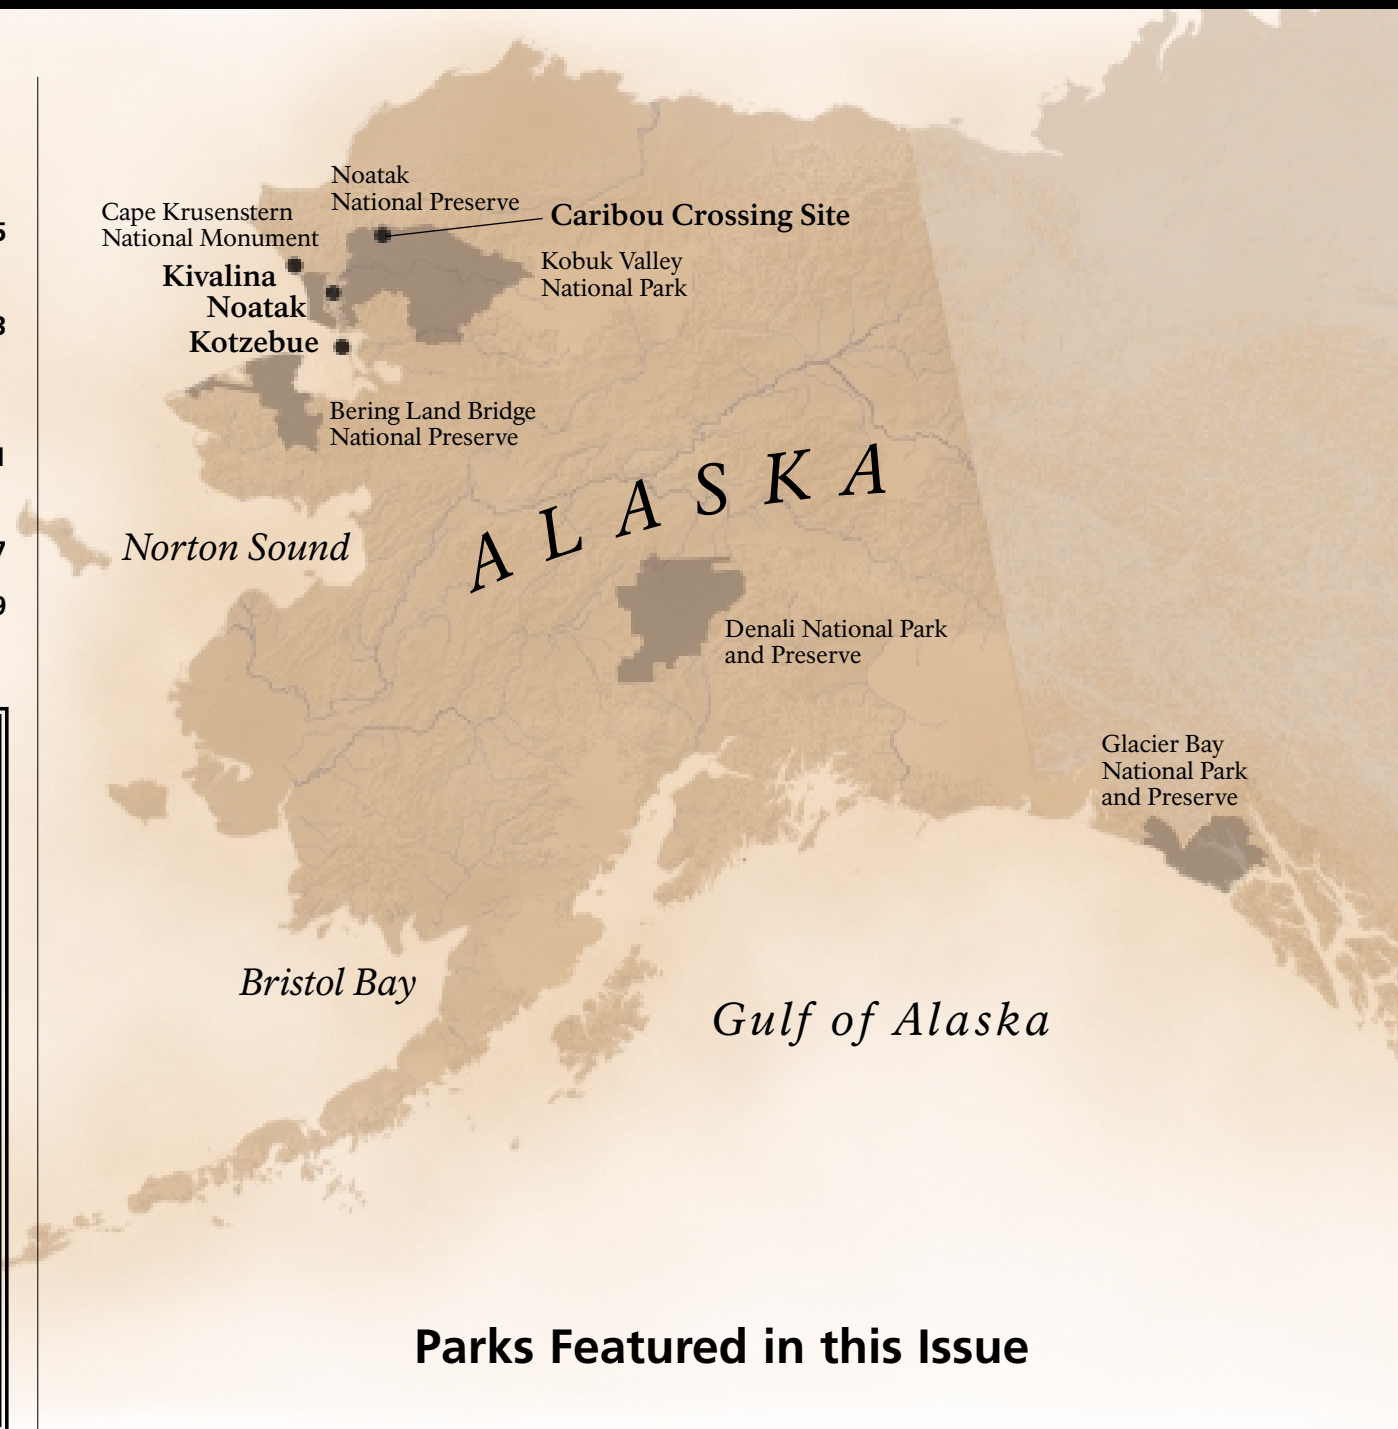 Noatak
National Preserve
Cape Krusenstern
National Monument
Caribou Crossing Site
Kobuk Valley
National Park
Kivalina
Noatak
Kotzebue
Bering Land Bridge
National Preserve
ALASKA
Norton Sound
Denali National Park
and Preserve
Glacier Bay
National Park
and Preserve
Bristol Bay
Gulf of Alaska
Parks Featured in this Issue